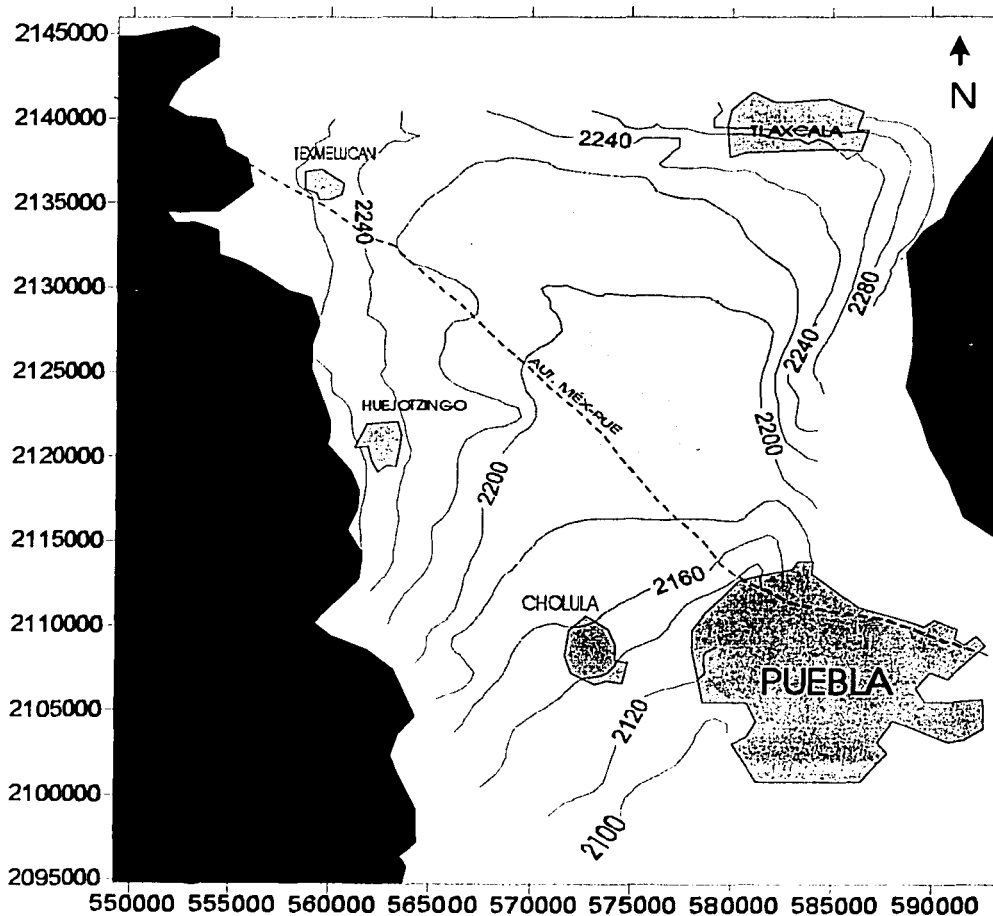 2145000
N
2140000
TLAXCALA
2240
TEXMELUCAN
2135000
2240
2130000
2280
2240
2125000
AUT. MÉX-PUE
HUEJOTZINGO
2200
2120000
2200
2115000
2160
CHOLULA
2110000
PUEBLA
2105000
2120
2100000
2100
2095000
550000 555000 560000 565000 570000 575000 580000 585000 590000